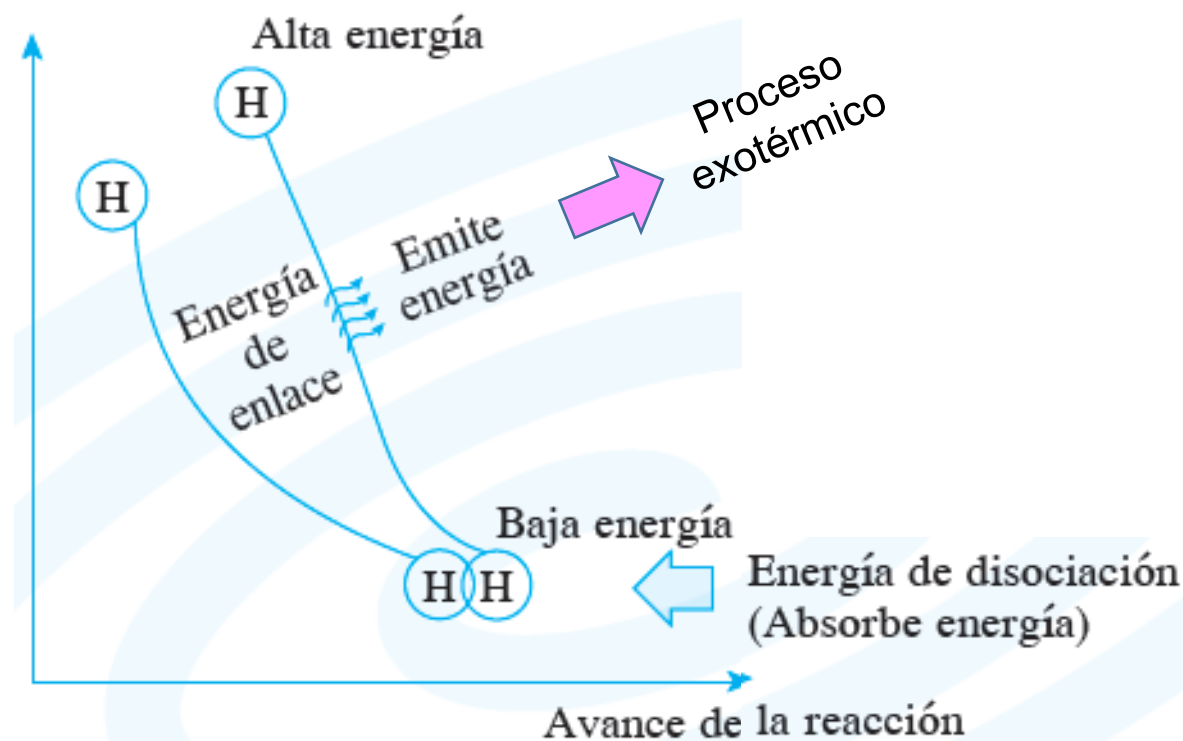 Alta energía
H
H
Proceso
exotérmico
Emite
energía
Energía
de
enlace
Baja energía
H H
Energía de disociación
(Absorbe energía)
Avance de la reacción